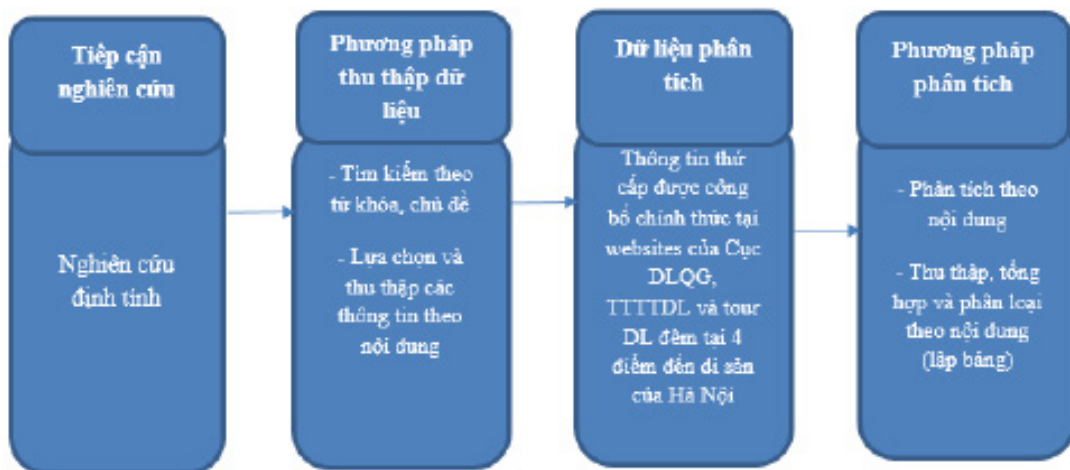 Tiếp cận
nghiên cứu
Nghiên cứu
định tính
Phương pháp
thu thập dữ
liệu
- Tìm kiếm theo
từ khóa, chủ đề
- Lựa chọn và
thu thập các
thông tin theo
nội dung
Dữ liệu phân
tích
Thông tin thứ
cấp được công
bố chính thức tại
websites của Cục
DLQG,
TTTTDL và tour
DL đêm tại 4
điểm đến di sản
của Hà Nội
Phương pháp
phân tích
- Phân tích theo
nội dung
- Thu thập, tổng
hợp và phân loại
theo nội dung
(lập bảng)